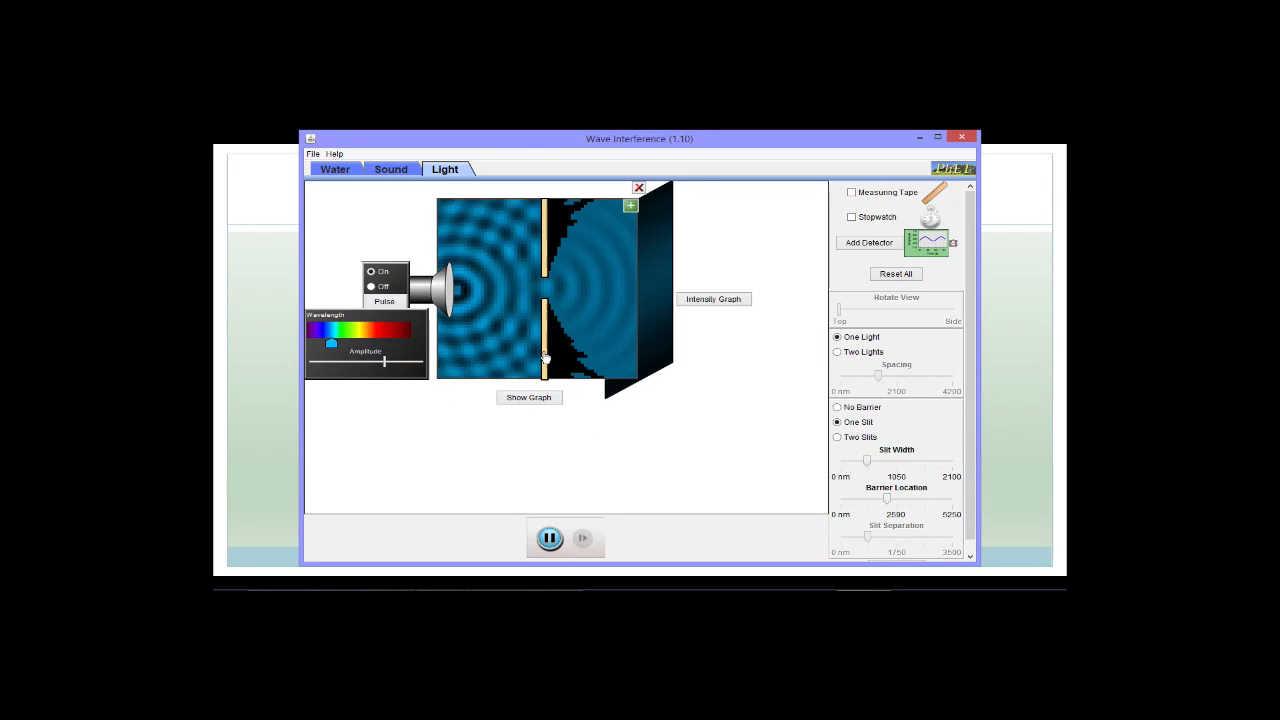 Wave Interference (1.10)
File Help
Water Sound Light
PhET
Measuring Tape
Stopwatch
Add Detector
Reset All
Rotate View
Top Side
One Light
Two Lights
Spacing
0 nm 2100 4200
No Barrier
One Slit
Two Slits
Slit Width
0 nm 1050 2100
Barrier Location
0 nm 2590 5250
Slit Separation
0 nm 1750 3500
On
Off
Pulse
Wavelength
Amplitude
Intensity Graph
Show Graph